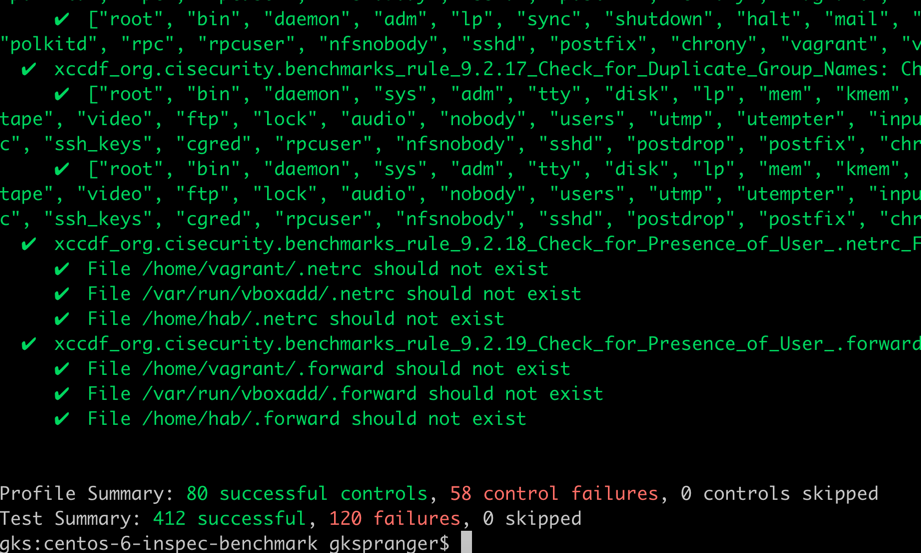 ✔ ["root", "bin", "daemon", "adm", "lp", "sync", "shutdown", "halt", "mail", "
"polkitd", "rpc", "rpcuser", "nfsnobody", "sshd", "postfix", "chrony", "vagrant", "v
✔ xccdf_org.cisecurity.benchmarks_rule_9.2.17_Check_for_Duplicate_Group_Names: Ch
✔ ["root", "bin", "daemon", "sys", "adm", "tty", "disk", "lp", "mem", "kmem",
tape", "video", "ftp", "lock", "audio", "nobody", "users", "utmp", "utempter", "inpu
c", "ssh_keys", "cgred", "rpcuser", "nfsnobody", "sshd", "postdrop", "postfix", "chr
✔ ["root", "bin", "daemon", "sys", "adm", "tty", "disk", "lp", "mem", "kmem",
tape", "video", "ftp", "lock", "audio", "nobody", "users", "utmp", "utempter", "inpu
c", "ssh_keys", "cgred", "rpcuser", "nfsnobody", "sshd", "postdrop", "postfix", "chr
✔ xccdf_org.cisecurity.benchmarks_rule_9.2.18_Check_for_Presence_of_User_.netrc_F
✔ File /home/vagrant/.netrc should not exist
✔ File /var/run/vboxadd/.netrc should not exist
✔ File /home/hab/.netrc should not exist
✔ xccdf_org.cisecurity.benchmarks_rule_9.2.19_Check_for_Presence_of_User_.forward
✔ File /home/vagrant/.forward should not exist
✔ File /var/run/vboxadd/.forward should not exist
✔ File /home/hab/.forward should not exist
Profile Summary: 80 successful controls, 58 control failures, 0 controls skipped
Test Summary: 412 successful, 120 failures, 0 skipped
gks:centos-6-inspec-benchmark gkspranger$